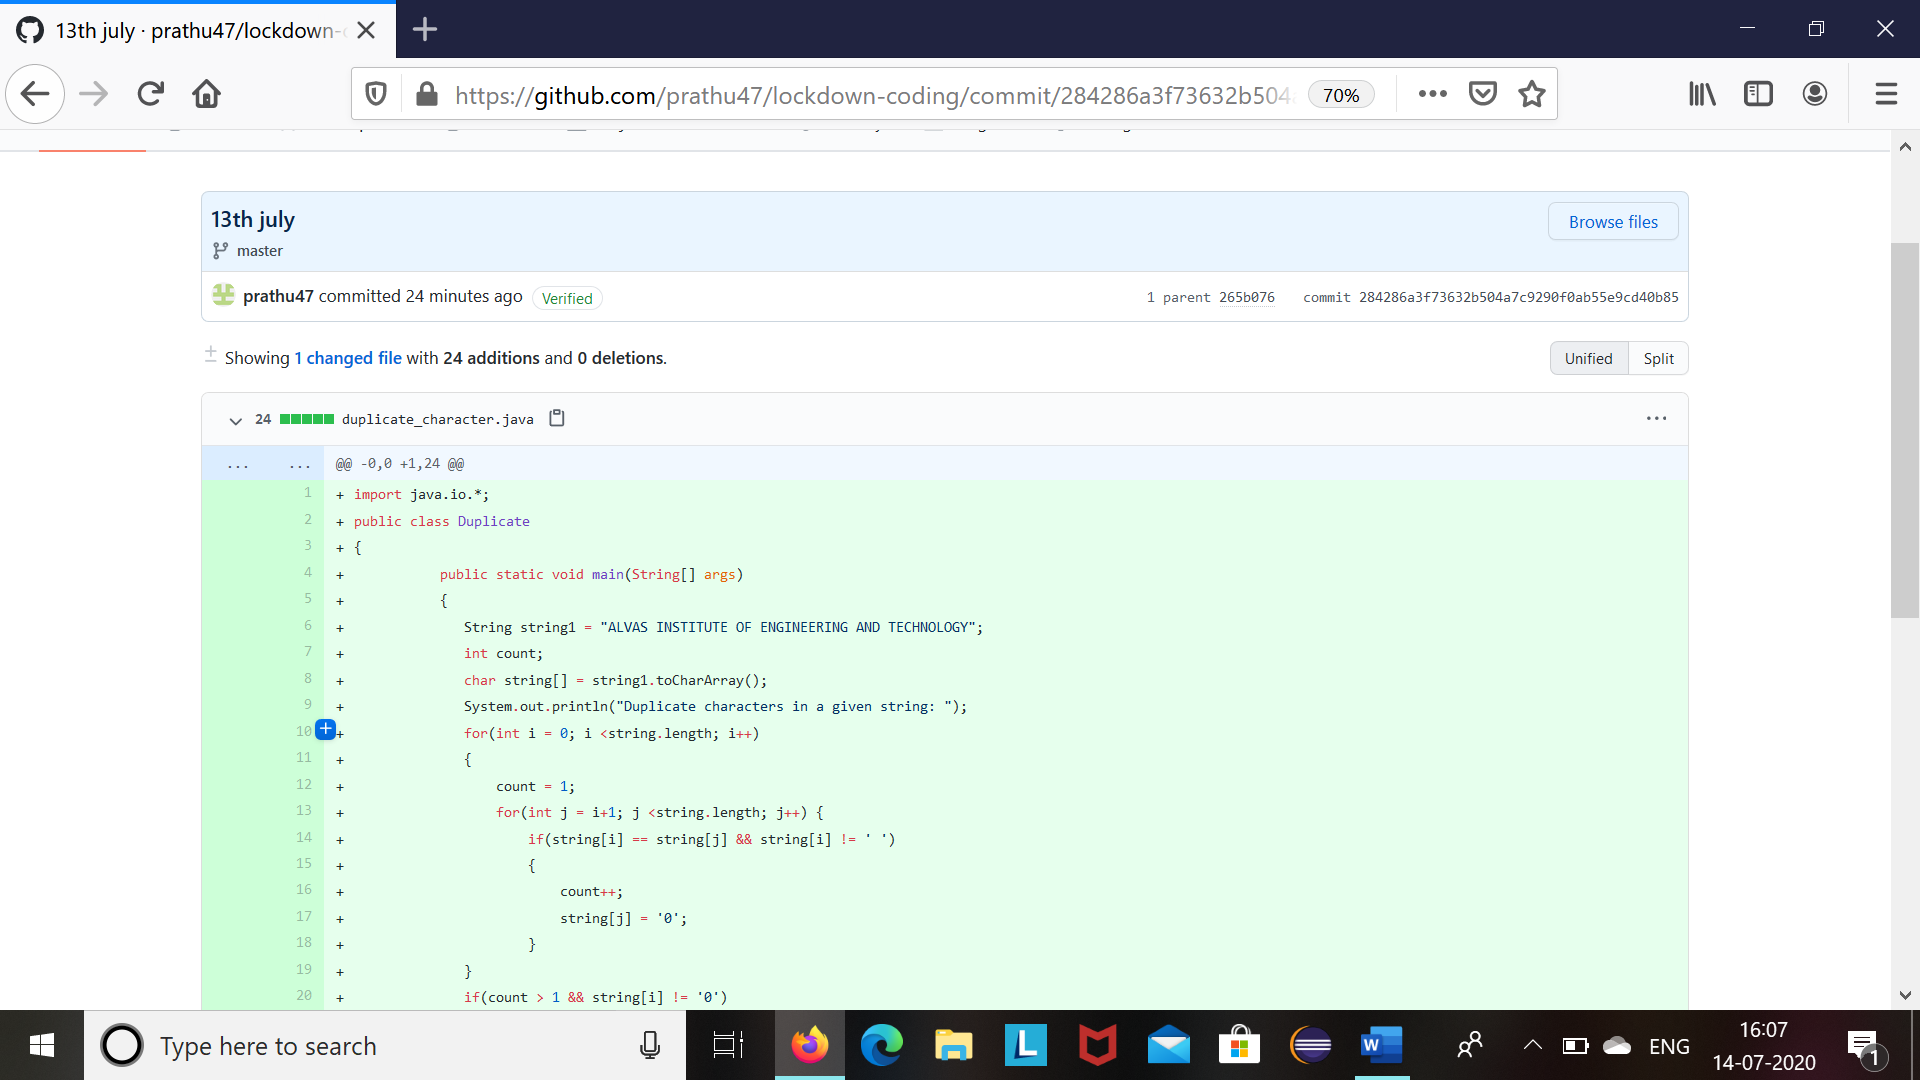 13th july · prathu47/lockdown-c
https://github.com/prathu47/lockdown-coding/commit/284286a3f73632b504a
70%
13th july
Browse files
master
prathu47 committed 24 minutes ago
Verified
1 parent 265b076
commit 284286a3f73632b504a7c9290f0ab55e9cd40b85
Showing 1 changed file with 24 additions and 0 deletions.
Unified
Split
24
duplicate_character.java
...
...
@@ -0,0 +1,24 @@
1 + import java.io.*;
2 + public class Duplicate
3 + {
4 + public static void main(String[] args)
5 + {
6 + String string1 = "ALVAS INSTITUTE OF ENGINEERING AND TECHNOLOGY";
7 + int count;
8 + char string[] = string1.toCharArray();
9 + System.out.println("Duplicate characters in a given string: ");
10 + for(int i = 0; i <string.length; i++)
11 + {
12 + count = 1;
13 + for(int j = i+1; j <string.length; j++) {
14 + if(string[i] == string[j] && string[i] != ' ')
15 + {
16 + count++;
17 + string[j] = '0';
18 + }
19 + }
20 + if(count > 1 && string[i] != '0')
Type here to search
L
W
ENG
16:07
14-07-2020
1